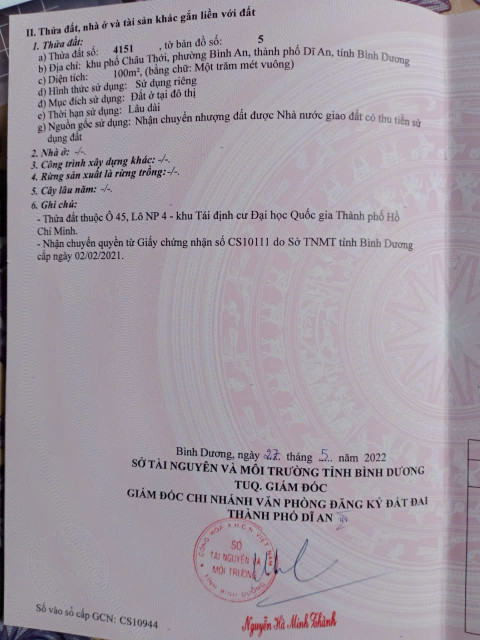 II. Thửa đất, nhà ở và tài sản khác gắn liền với đất
1. Thửa đất:
a) Thửa đất số: 4151 , tờ bản đồ số: 5
b) Địa chỉ: khu phố Châu Thới, phường Bình An, thành phố Dĩ An, tỉnh Bình Dương
c) Diện tích: 100m², (bằng chữ: Một trăm mét vuông)
d) Hình thức sử dụng: Sử dụng riêng
đ) Mục đích sử dụng: Đất ở tại đô thị
e) Thời hạn sử dụng: Lâu dài
g) Nguồn gốc sử dụng: Nhận chuyển nhượng đất được Nhà nước giao đất có thu tiền sử
dụng đất
2. Nhà ở: -/-.
3. Công trình xây dựng khác: -/-.
4. Rừng sản xuất là rừng trồng:-/-.
5. Cây lâu năm: -/-.
6. Ghi chú:
- Thửa đất thuộc Ô 45, Lô NP 4 - khu Tái định cư Đại học Quốc gia Thành phố Hồ
Chí Minh.
- Nhận chuyển quyền từ Giấy chứng nhận số CS10111 do Sở TNMT tỉnh Bình Dương
cấp ngày 02/02/2021.
Bình Dương, ngày 27 tháng 5 năm 2022
SỞ TÀI NGUYÊN VÀ MÔI TRƯỜNG TỈNH BÌNH DƯƠNG
TUQ. GIÁM ĐỐC
GIÁM ĐỐC CHI NHÁNH VĂN PHÒNG ĐĂNG KÝ ĐẤT ĐAI
THÀNH PHỐ DĨ AN
CỘNG HÒA X.H.C.N VIỆT NAM
SỞ
TÀI NGUYÊN VÀ
MÔI TRƯỜNG
TỈNH BÌNH DƯƠNG
Nguyễn Hà Minh Thành
Số vào sổ cấp GCN: CS10944